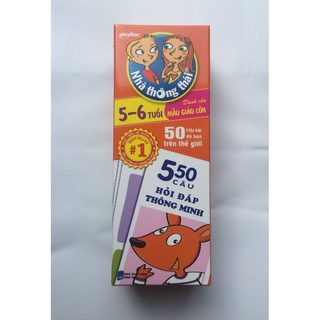 playBac
Nhà thông thái
5-6 TUỔI
Dành cho
MẪU GIÁO LỚN
50 triệu bản
đã bán
trên thế giới
#1
550
CÂU
HỎI ĐÁP
THÔNG MINH